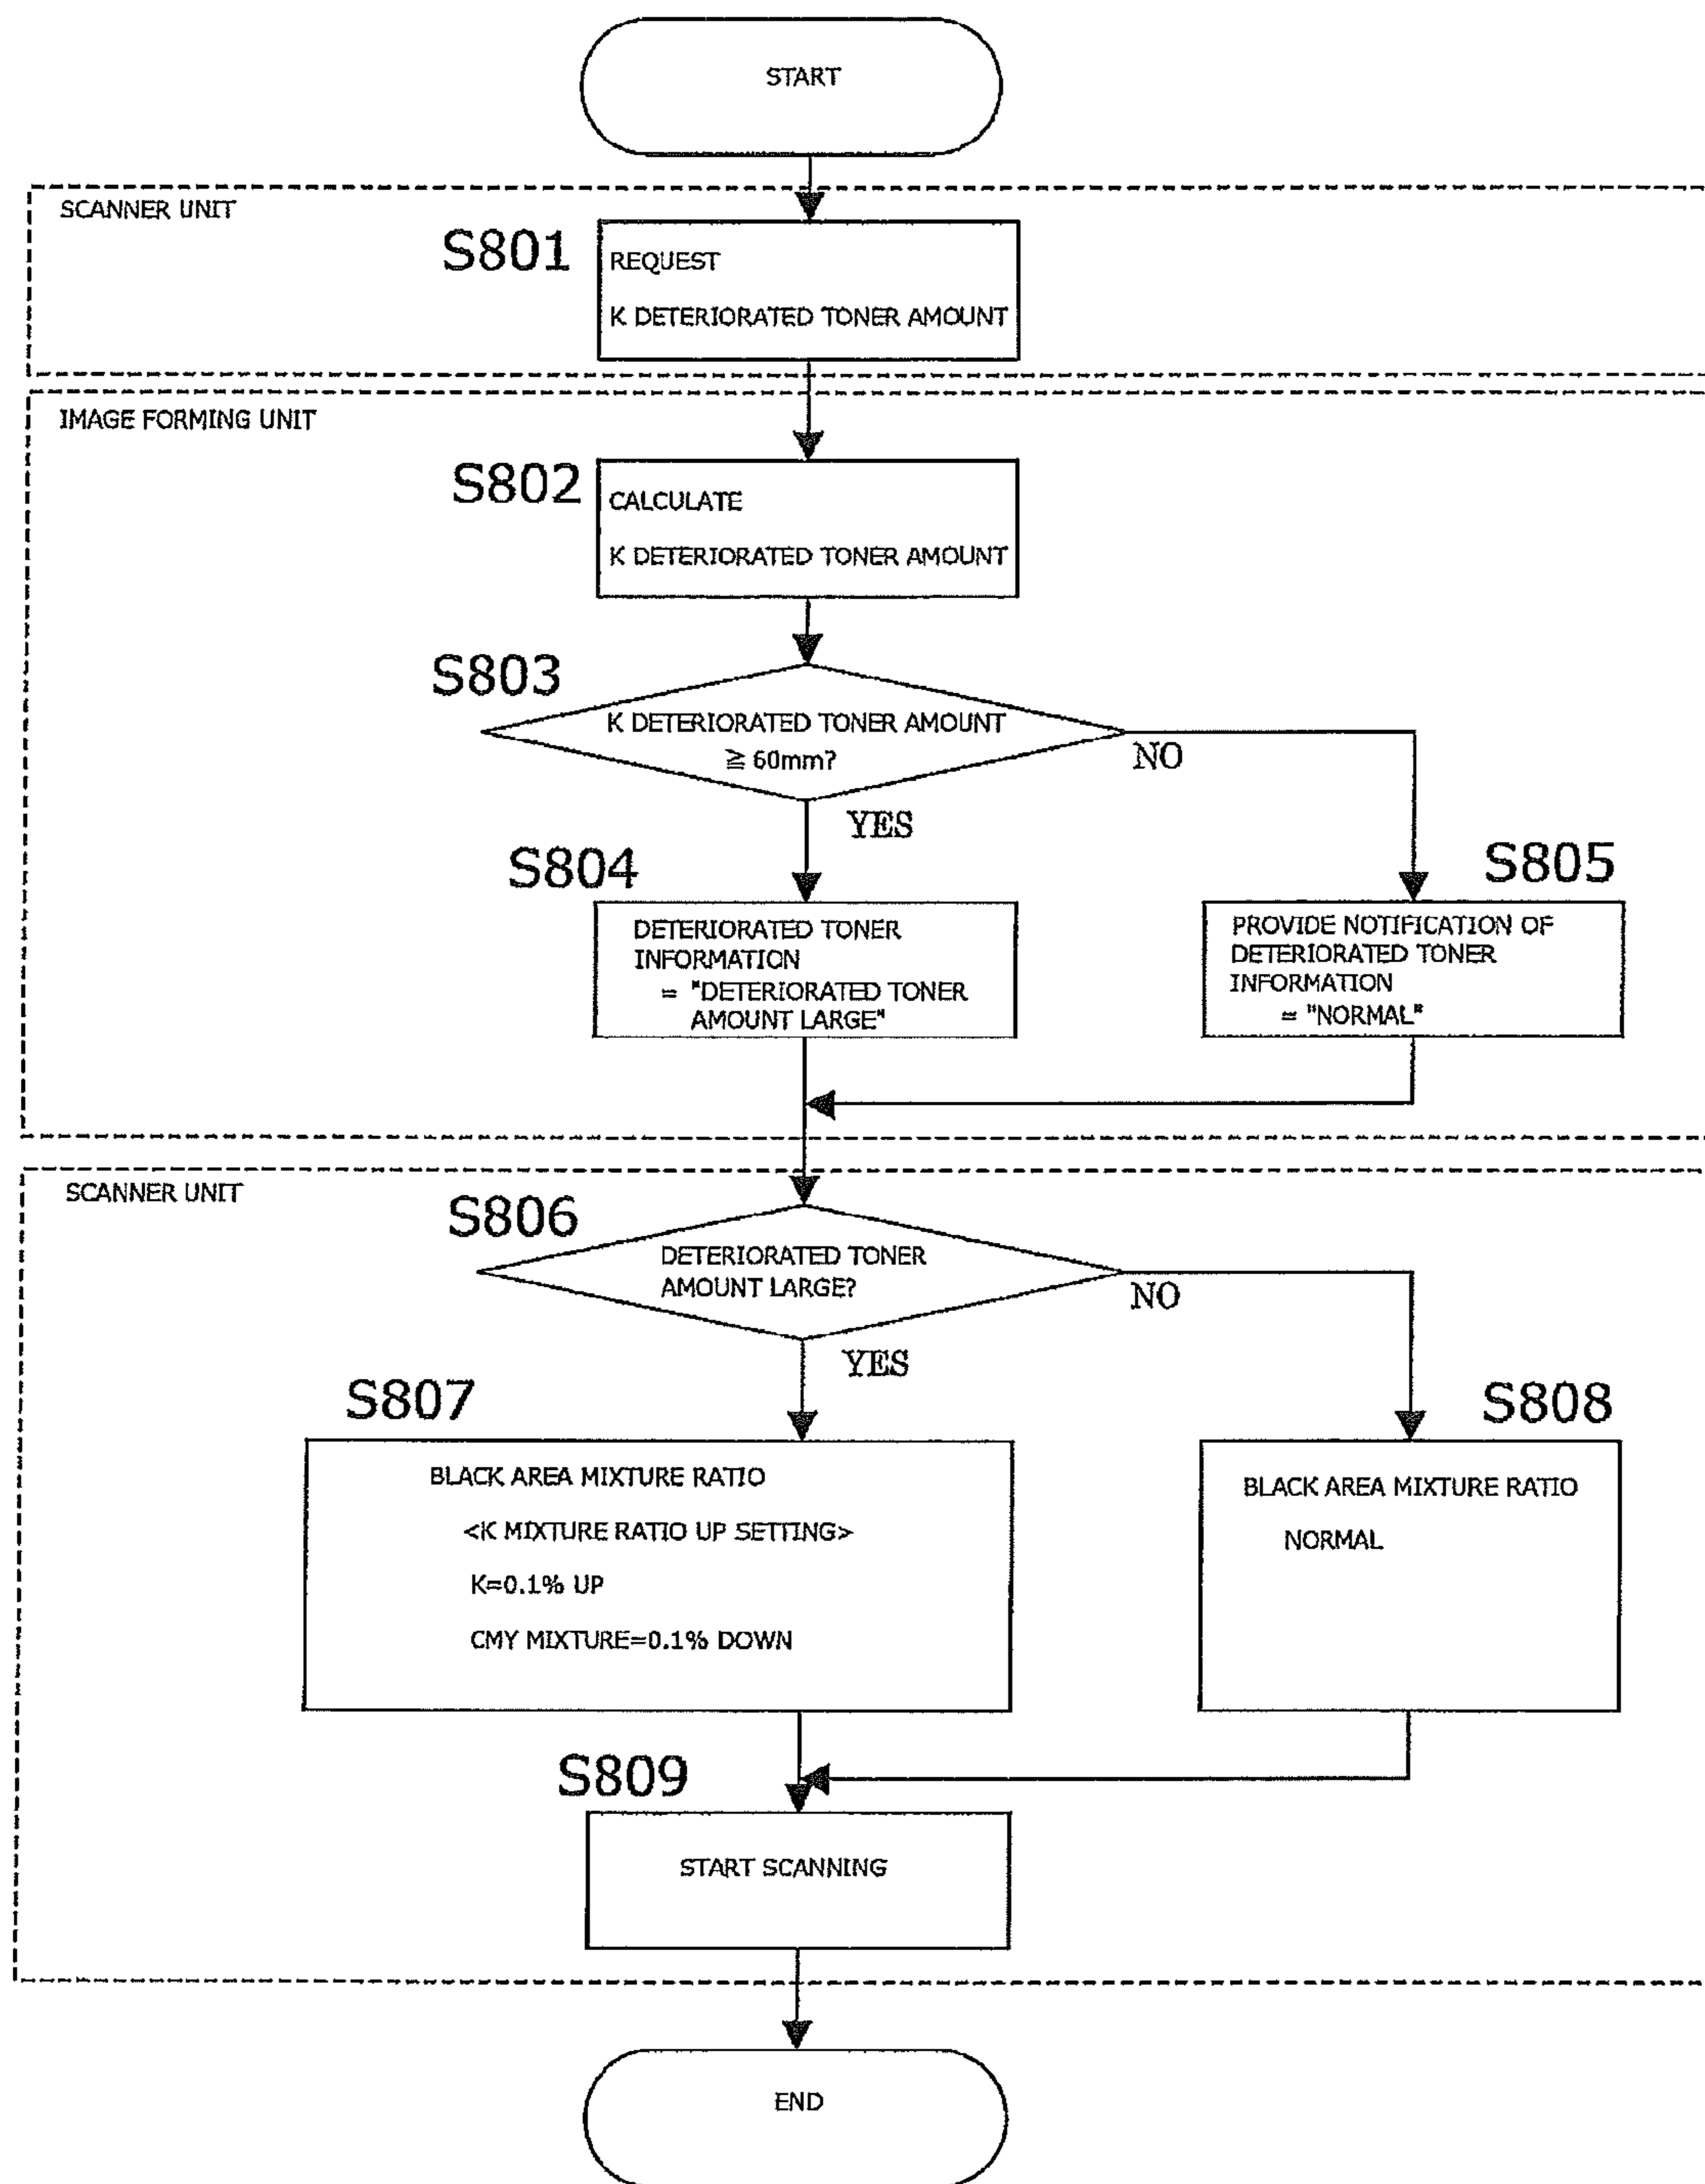 START
SCANNER UNIT
S801
REQUEST
K DETERIORATED TONER AMOUNT
IMAGE FORMING UNIT
S802
CALCULATE
K DETERIORATED TONER AMOUNT
S803
K DETERIORATED TONER AMOUNT
≧ 60mm?
NO
YES
S804
DETERIORATED TONER
INFORMATION
= "DETERIORATED TONER
AMOUNT LARGE"
S805
PROVIDE NOTIFICATION OF
DETERIORATED TONER
INFORMATION
= "NORMAL"
SCANNER UNIT
S806
DETERIORATED TONER
AMOUNT LARGE?
NO
YES
S807
BLACK AREA MIXTURE RATIO
<K MIXTURE RATIO UP SETTING>
K=0.1% UP
CMY MIXTURE=0.1% DOWN
S808
BLACK AREA MIXTURE RATIO
NORMAL
S809
START SCANNING
END